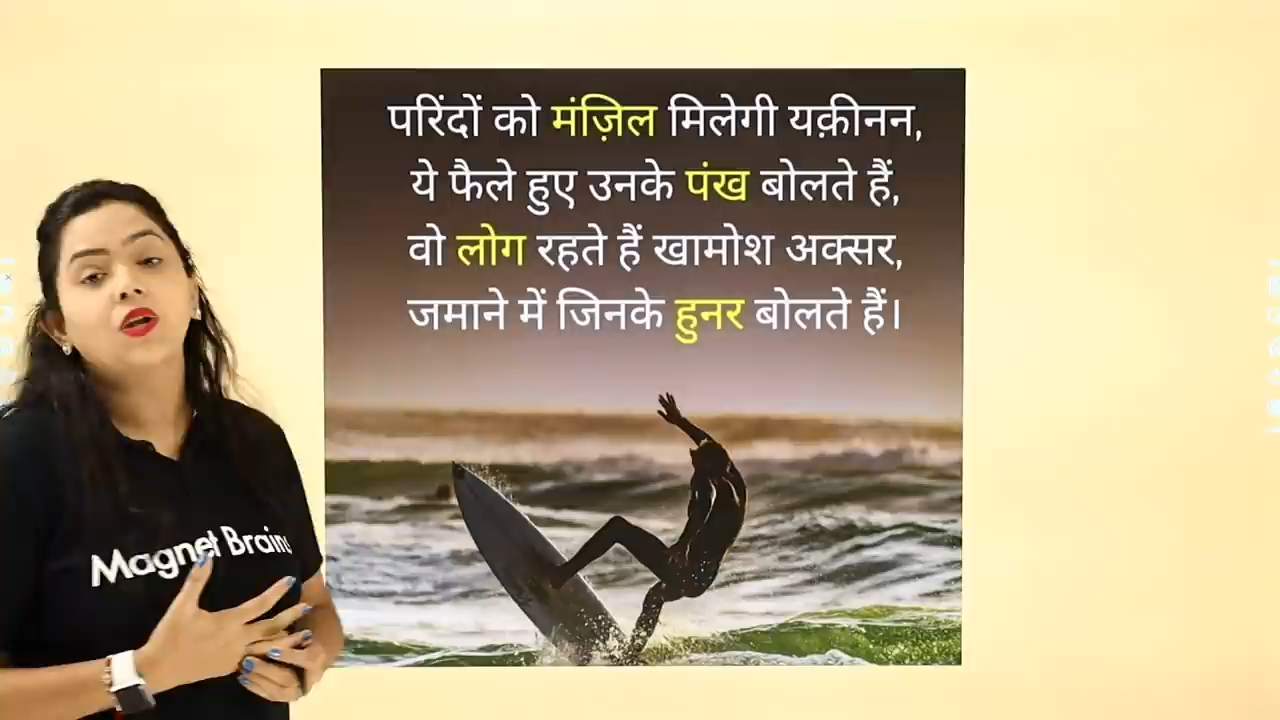 परिंदों को मंज़िल मिलेगी यक़ीनन,
ये फैले हुए उनके पंख बोलते हैं,
वो लोग रहते हैं खामोश अक्सर,
जमाने में जिनके हुनर बोलते हैं।
Magnet Brains